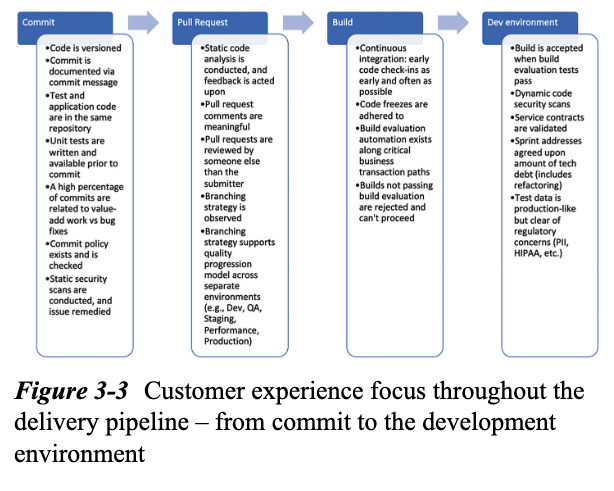 Commit
•Code is versioned
•Commit is
documented via
commit message
•Test and
application code
are in the same
repository
•Unit tests are
written and
available prior to
commit
•A high percentage
of commits are
related to value-
add work vs bug
fixes
•Commit policy
exists and is
checked
•Static security
scans are
conducted, and
issue remedied
Pull Request
•Static code
analysis is
conducted, and
feedback is acted
upon
•Pull request
comments are
meaningful
•Pull requests are
reviewed by
someone else
than the
submitter
•Branching
strategy is
observed
•Branching
strategy supports
quality
progression
model across
separate
environments
(e.g., Dev, QA,
Staging,
Performance,
Production)
Build
•Continuous
integration: early
code check-ins as
early and often as
possible
•Code freezes are
adhered to
•Build evaluation
automation exists
along critical
business
transaction paths
•Builds not passing
build evaluation
are rejected and
can't proceed
Dev environment
•Build is accepted
when build
evaluation tests
pass
•Dynamic code
security scans
•Service contracts
are validated
•Sprint addresses
agreed upon
amount of tech
debt (includes
refactoring)
•Test data is
production-like
but clear of
regulatory
concerns (PII,
HIPAA, etc.)
Figure 3-3 Customer experience focus throughout the
delivery pipeline – from commit to the development
environment